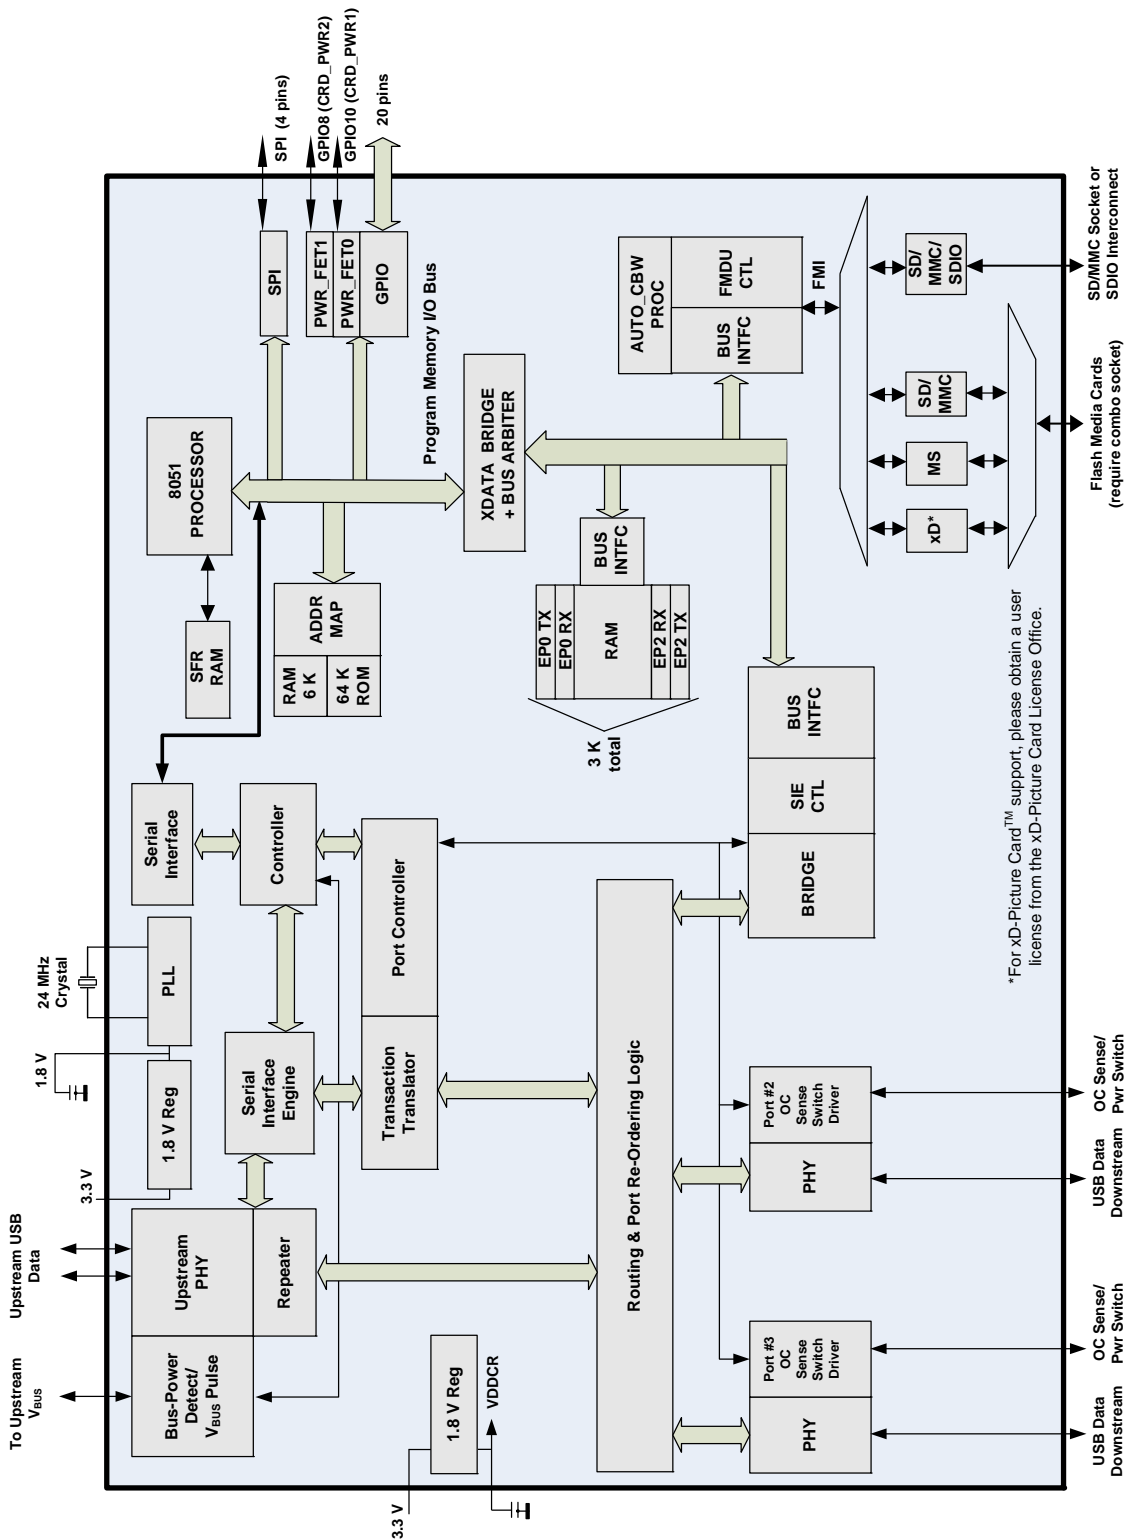 To Upstream
VBUS
Upstream USB
Data
3.3 V
1.8 V
24 MHz
Crystal
Bus-Power
Detect/
VBUS Pulse
Upstream
PHY
Repeater
1.8 V Reg
PLL
Serial
Interface
Serial
Interface
Engine
Controller
Transaction
Translator
Port Controller
3.3 V
1.8 V Reg
VDDCR
Routing & Port Re-Ordering Logic
PHY
Port #3
OC
Sense
Switch
Driver
PHY
Port #2
OC
Sense
Switch
Driver
BRIDGE
SIE
CTL
BUS
INTFC
USB Data
Downstream
OC Sense/
Pwr Switch
USB Data
Downstream
OC Sense/
Pwr Switch
SFR
RAM
8051
PROCESSOR
SPI
SPI (4 pins)
PWR_FET1
PWR_FET0
GPIO
GPIO8 (CRD_PWR2)
GPIO10 (CRD_PWR1)
20 pins
RAM
6 K
64 K
ROM
ADDR
MAP
Program Memory I/O Bus
XDATA BRIDGE
+ BUS ARBITER
3 K
total
EP0 TX
EP0 RX
RAM
EP2 RX
EP2 TX
BUS
INTFC
AUTO_CBW
PROC
BUS
INTFC
FMDU
CTL
FMI
xD*
MS
SD/
MMC
SD/
MMC/
SDIO
*For xD-Picture Card™ support, please obtain a user
license from the xD-Picture Card License Office.
Flash Media Cards
(require combo socket)
SD/MMC Socket or
SDIO Interconnect